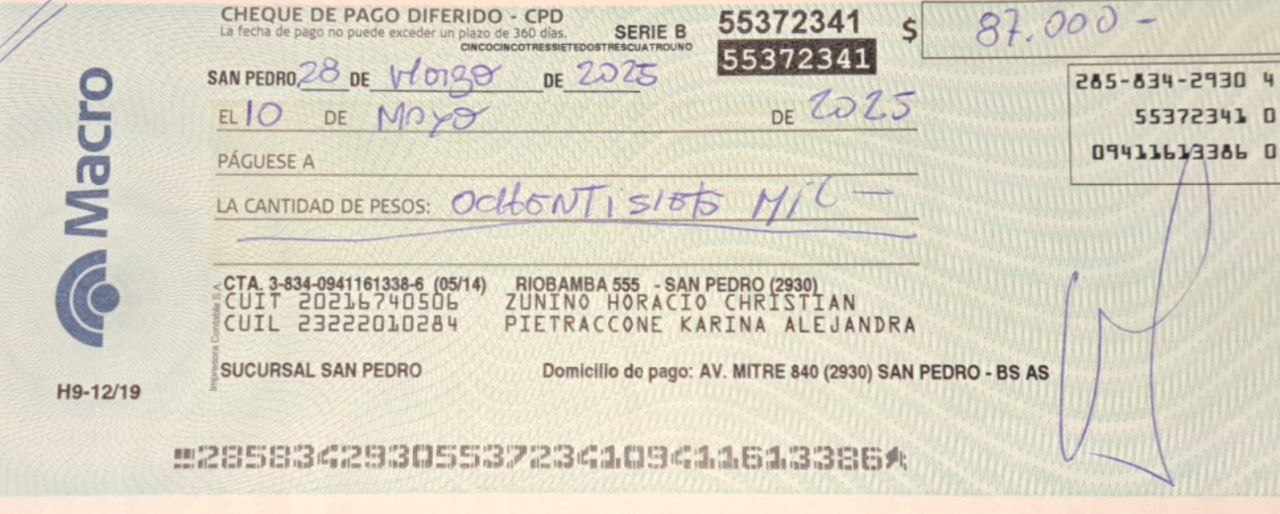 CHEQUE DE PAGO DIFERIDO - CPD
La fecha de pago no puede exceder un plazo de 360 días.
SERIE B
CINCOCINCOTRESSIETEDOSTRESCUATROUNO
55372341
55372341
$ 87.000 -
285-834-2930 4
55372341 0
09411613386 0
SAN PEDRO, 28 DE Marzo DE 2025
EL 10 DE MAYO DE 2025
PÁGUESE A
LA CANTIDAD DE PESOS: OCHENTISIETE MIL —
Macro
H9-12/19
CTA. 3-834-0941161338-6 (05/14) RIOBAMBA 555 - SAN PEDRO (2930)
CUIT 20216740506 ZUNINO HORACIO CHRISTIAN
CUIL 23222010284 PIETRACCONE KARINA ALEJANDRA
Impresora Contable S.A.
SUCURSAL SAN PEDRO Domicilio de pago: AV. MITRE 840 (2930) SAN PEDRO - BS AS
28583429305537234109411613386